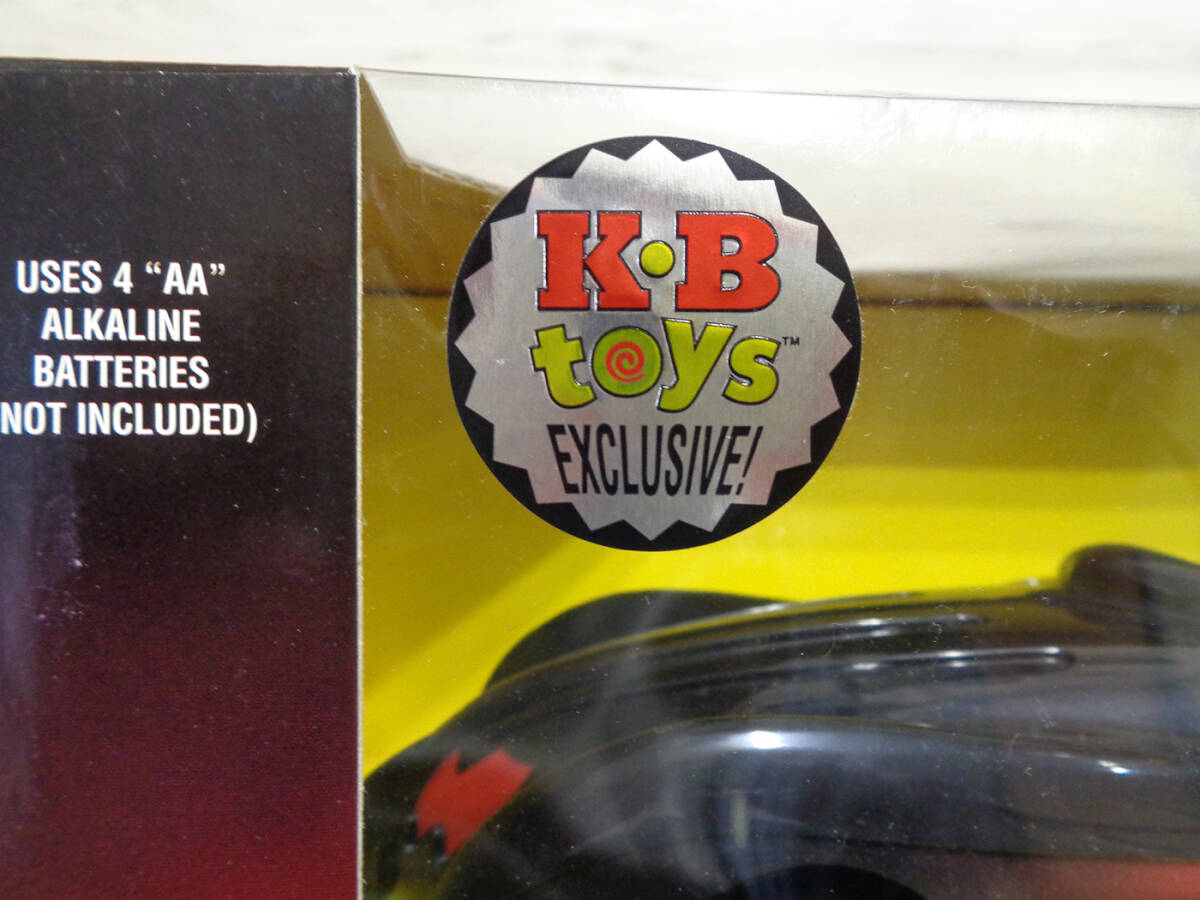 USES 4 “AA”
ALKALINE
BATTERIES
NOT INCLUDED)
K·B
toys™
EXCLUSIVE!